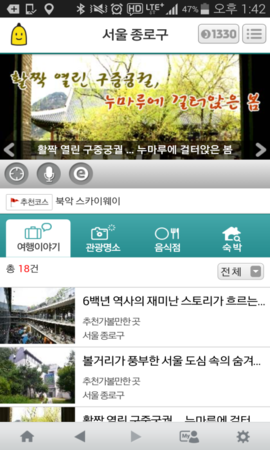 HD LTE 47% 오후 1:42
서울 종로구
1330
활짝 열린 구중궁궐,
누마루에 걸터앉은 봄
활짝 열린 구중궁궐 ... 누마루에 걸터앉은 봄
추천코스 북악 스카이웨이
여행이야기 관광명소 음식점 숙박
총 18건
전체
6백년 역사의 재미난 스토리가 흐르는...
추천가볼만한 곳
서울 종로구
볼거리가 풍부한 서울 도심 속의 숨겨...
추천가볼만한 곳
서울 종로구
활짝 열린 구중궁궐 ... 누마루에 걸터
My